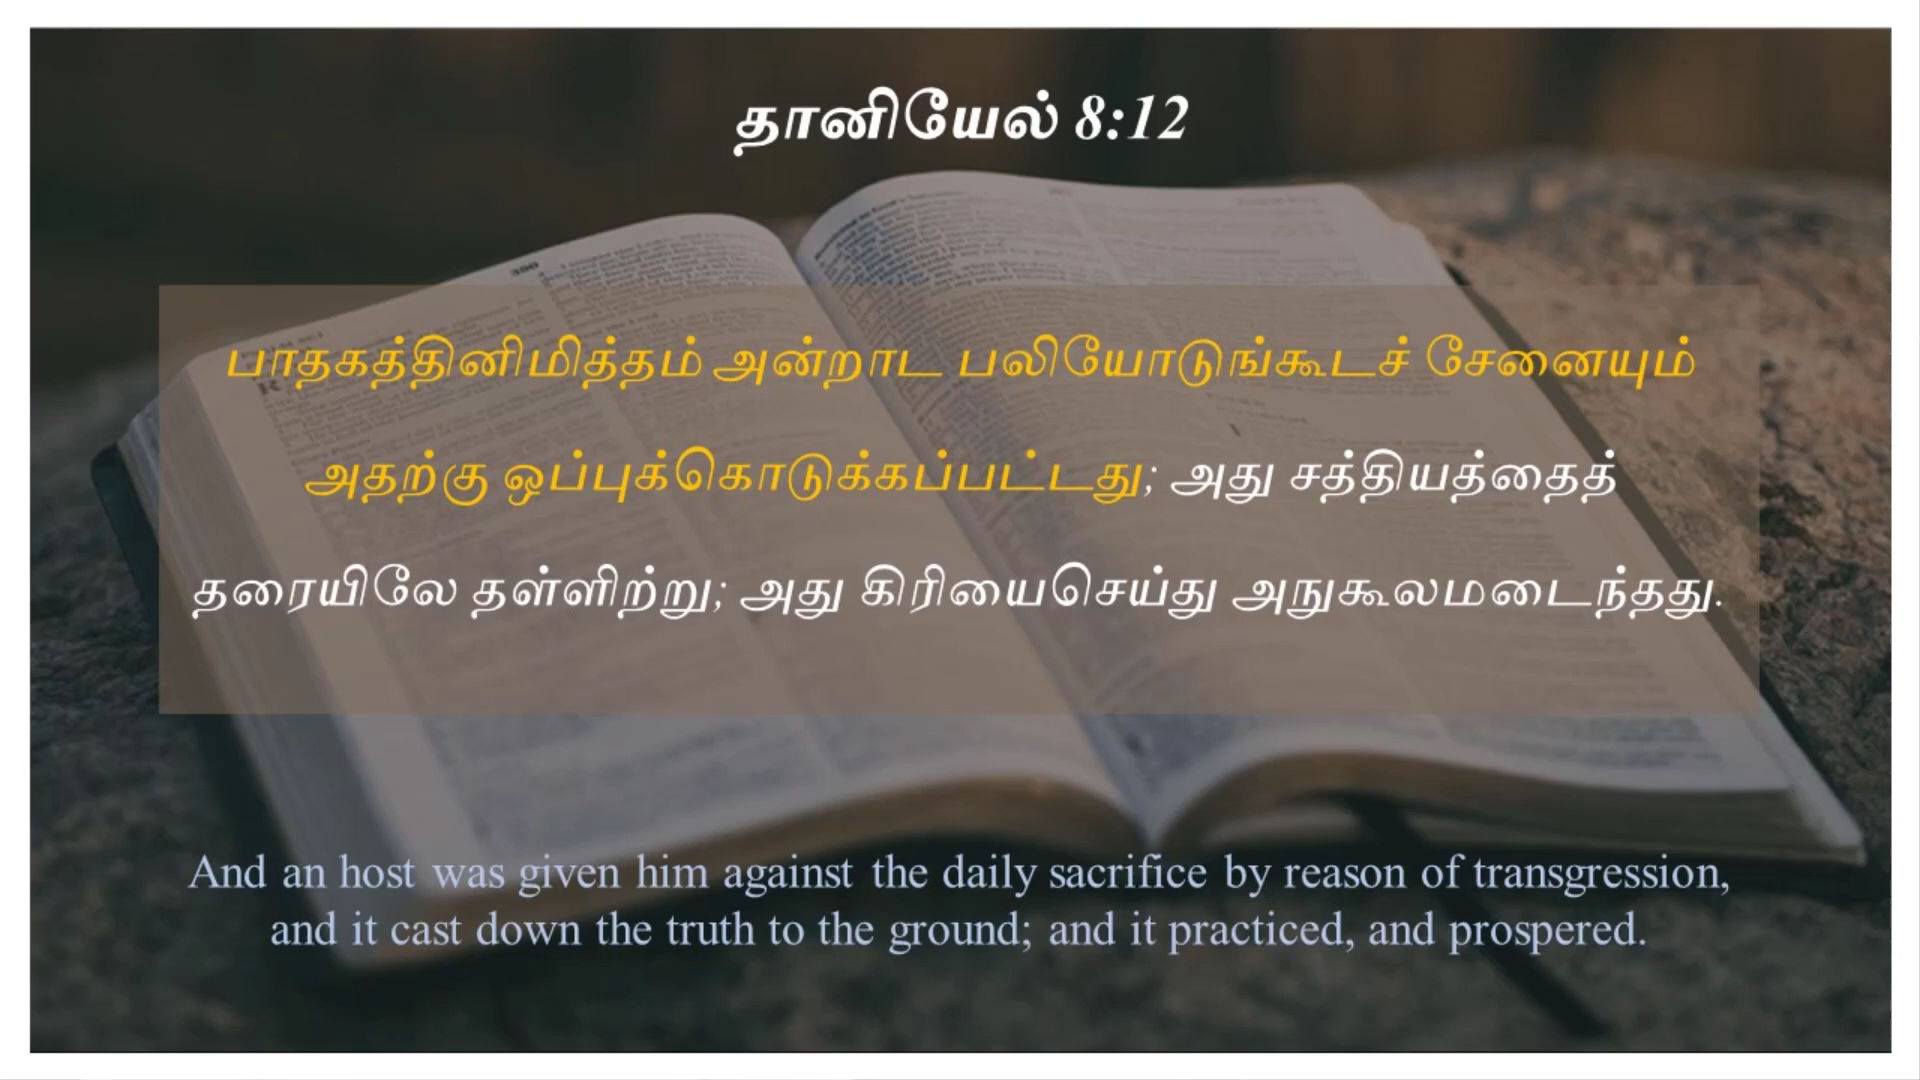 தானியேல் 8:12
பாதகத்தினிமித்தம் அன்றாட பலியோடுங்கூடச் சேனையும்
அதற்கு ஒப்புக்கொடுக்கப்பட்டது; அது சத்தியத்தைத்
தரையிலே தள்ளிற்று; அது கிரியைசெய்து அநுகூலமடைந்தது.
And an host was given him against the daily sacrifice by reason of transgression,
and it cast down the truth to the ground; and it practiced, and prospered.